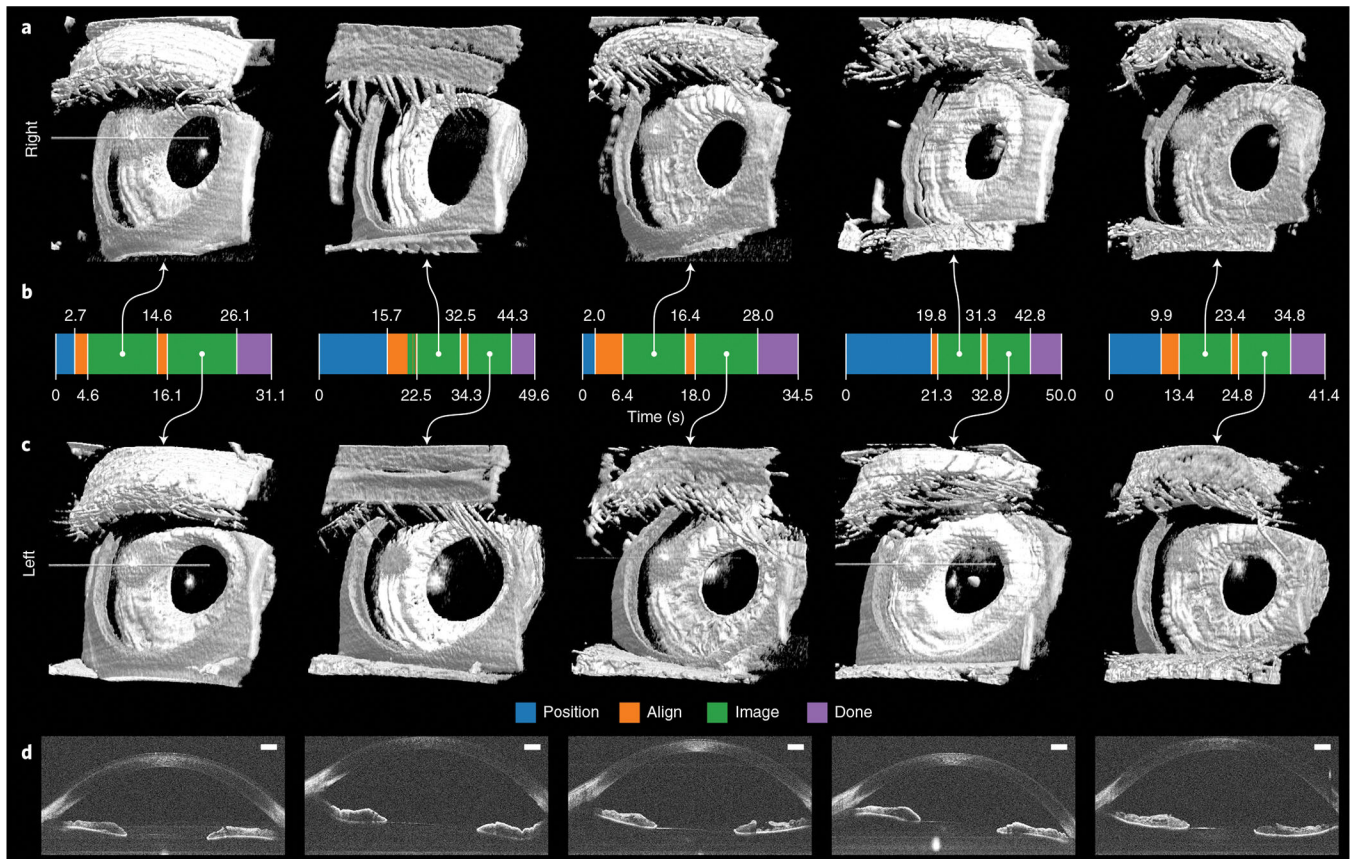 a
Right
b
2.7 14.6 26.1 15.7 32.5 44.3 2.0 16.4 28.0 19.8 31.3 42.8 9.9 23.4 34.8
0 4.6 16.1 31.1 0 22.5 34.3 49.6 0 6.4 18.0 34.5 0 21.3 32.8 50.0 0 13.4 24.8 41.4
Time (s)
c
Left
Position Align Image Done
d